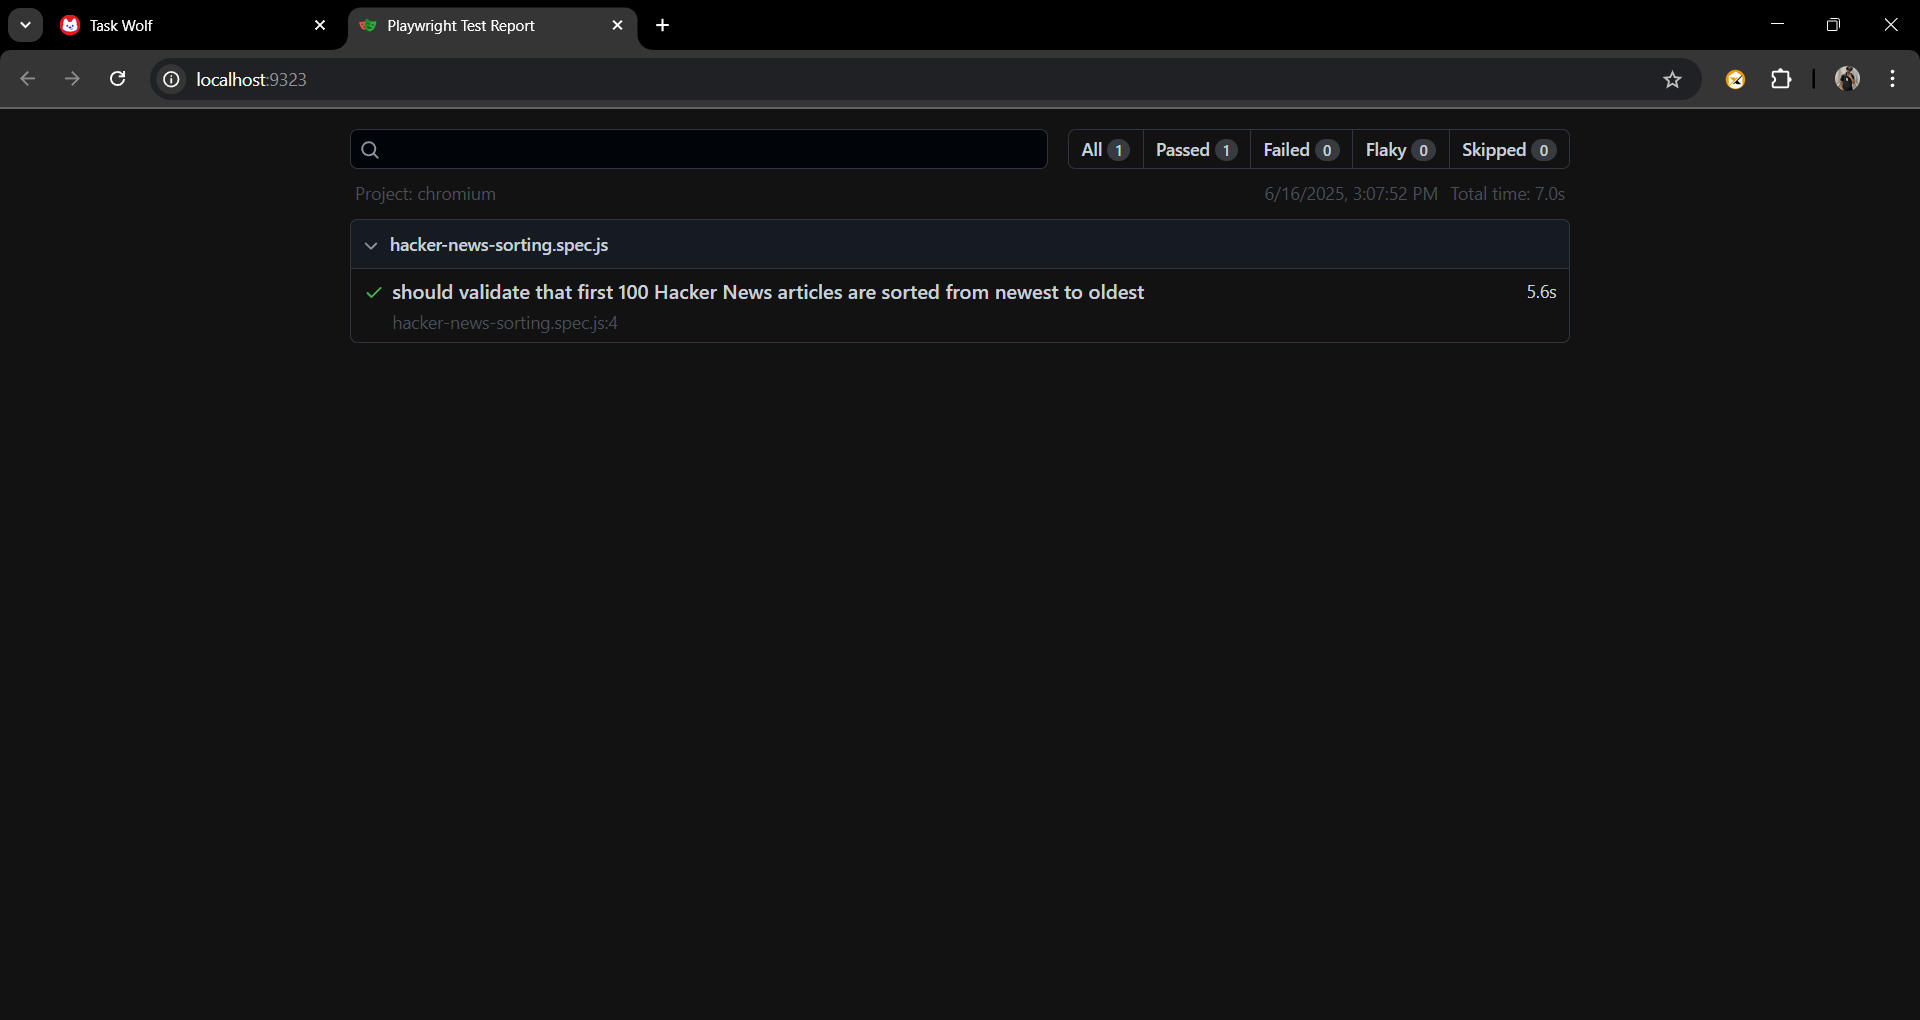 Task Wolf
Playwright Test Report
localhost:9323
All 1 Passed 1 Failed 0 Flaky 0 Skipped 0
Project: chromium
6/16/2025, 3:07:52 PM Total time: 7.0s
hacker-news-sorting.spec.js
should validate that first 100 Hacker News articles are sorted from newest to oldest 5.6s
hacker-news-sorting.spec.js:4